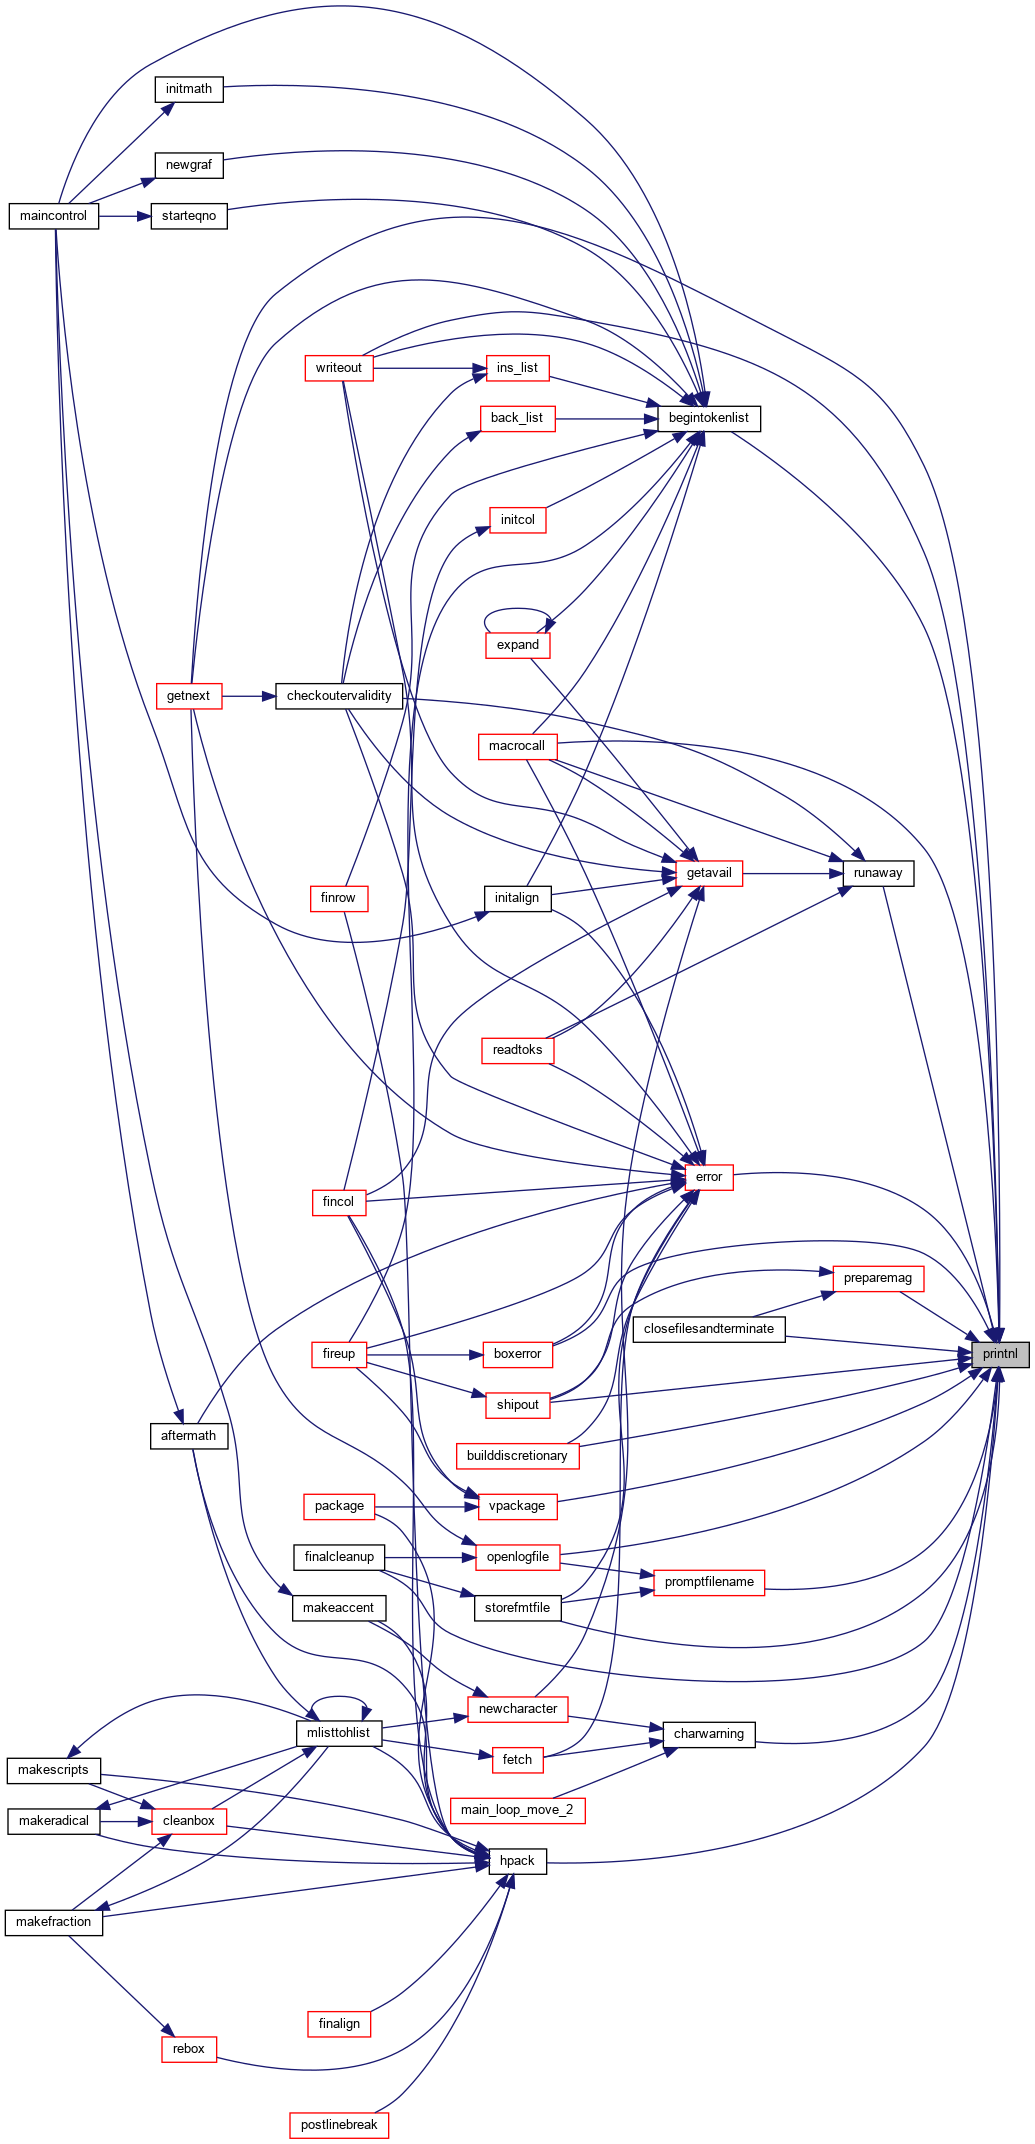 initmath
newgraf
maincontrol
starteqno
writeout
ins_list
back_list
begintokenlist
initcol
expand
getnext
checkoutervalidity
macrocall
getavail
runaway
finrow
initalign
readtoks
error
fincol
preparemag
closefilesandterminate
printnl
fireup
boxerror
shipout
aftermath
builddiscretionary
package
vpackage
finalcleanup
openlogfile
promptfilename
makeaccent
storefmtfile
newcharacter
mlisttohlist
charwarning
fetch
makescripts
main_loop_move_2
makeradical
cleanbox
hpack
makefraction
finalign
rebox
postlinebreak